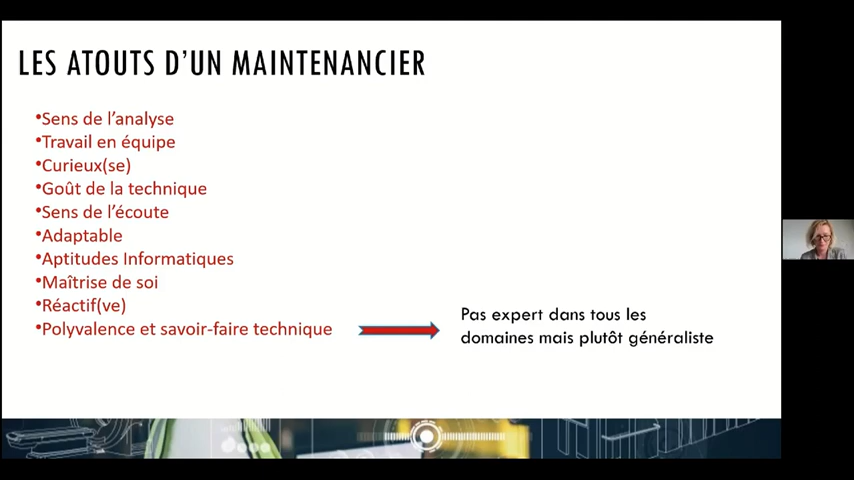 LES ATOUTS D'UN MAINTENANCIER
•Sens de l'analyse
•Travail en équipe
•Curieux(se)
•Goût de la technique
•Sens de l'écoute
•Adaptable
•Aptitudes Informatiques
•Maîtrise de soi
•Réactif(ve)
•Polyvalence et savoir-faire technique
Pas expert dans tous les
domaines mais plutôt généraliste